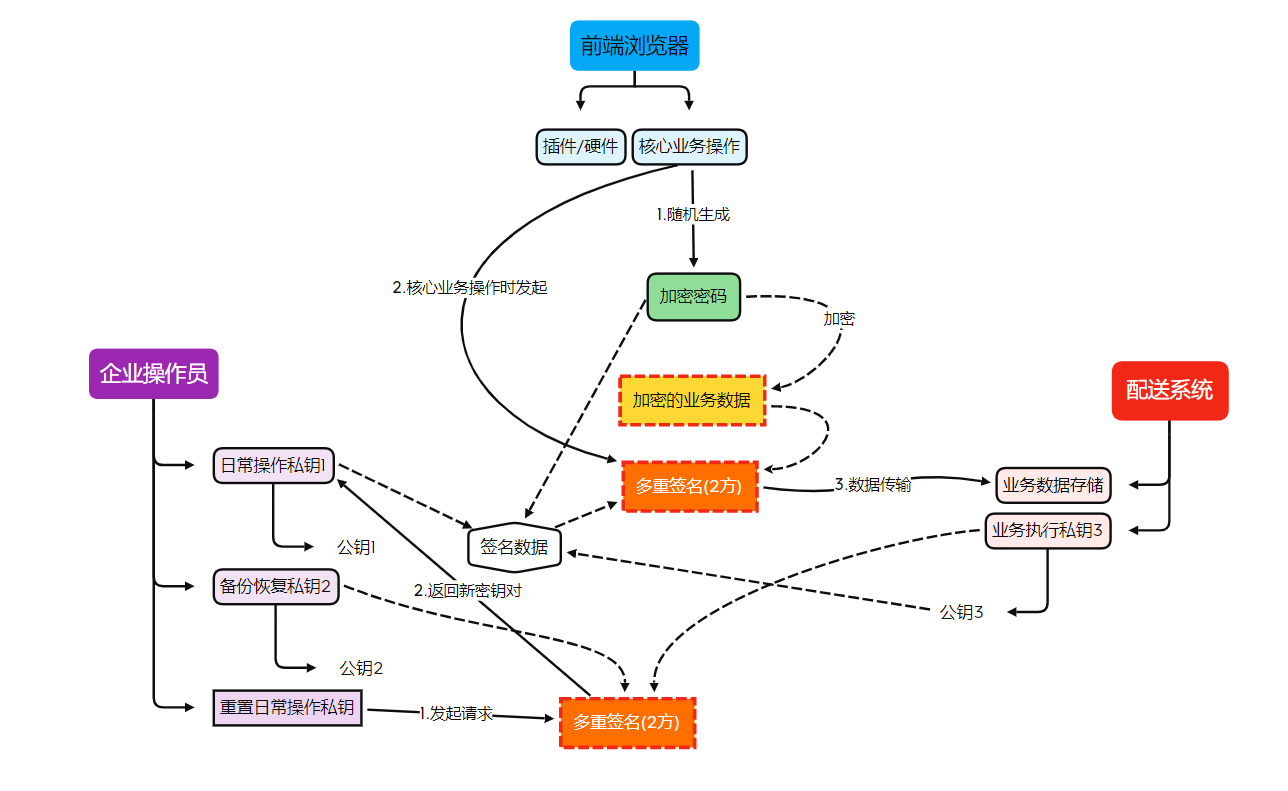 前端浏览器
插件/硬件
核心业务操作
1.随机生成
2.核心业务操作时发起
加密密码
加密
企业操作员
配送系统
加密的业务数据
日常操作私钥1
多重签名(2方)
3.数据传输
业务数据存储
业务执行私钥3
公钥1
签名数据
备份恢复私钥2
2.返回新密钥对
公钥3
公钥2
重置日常操作私钥
1.发起请求
多重签名(2方)